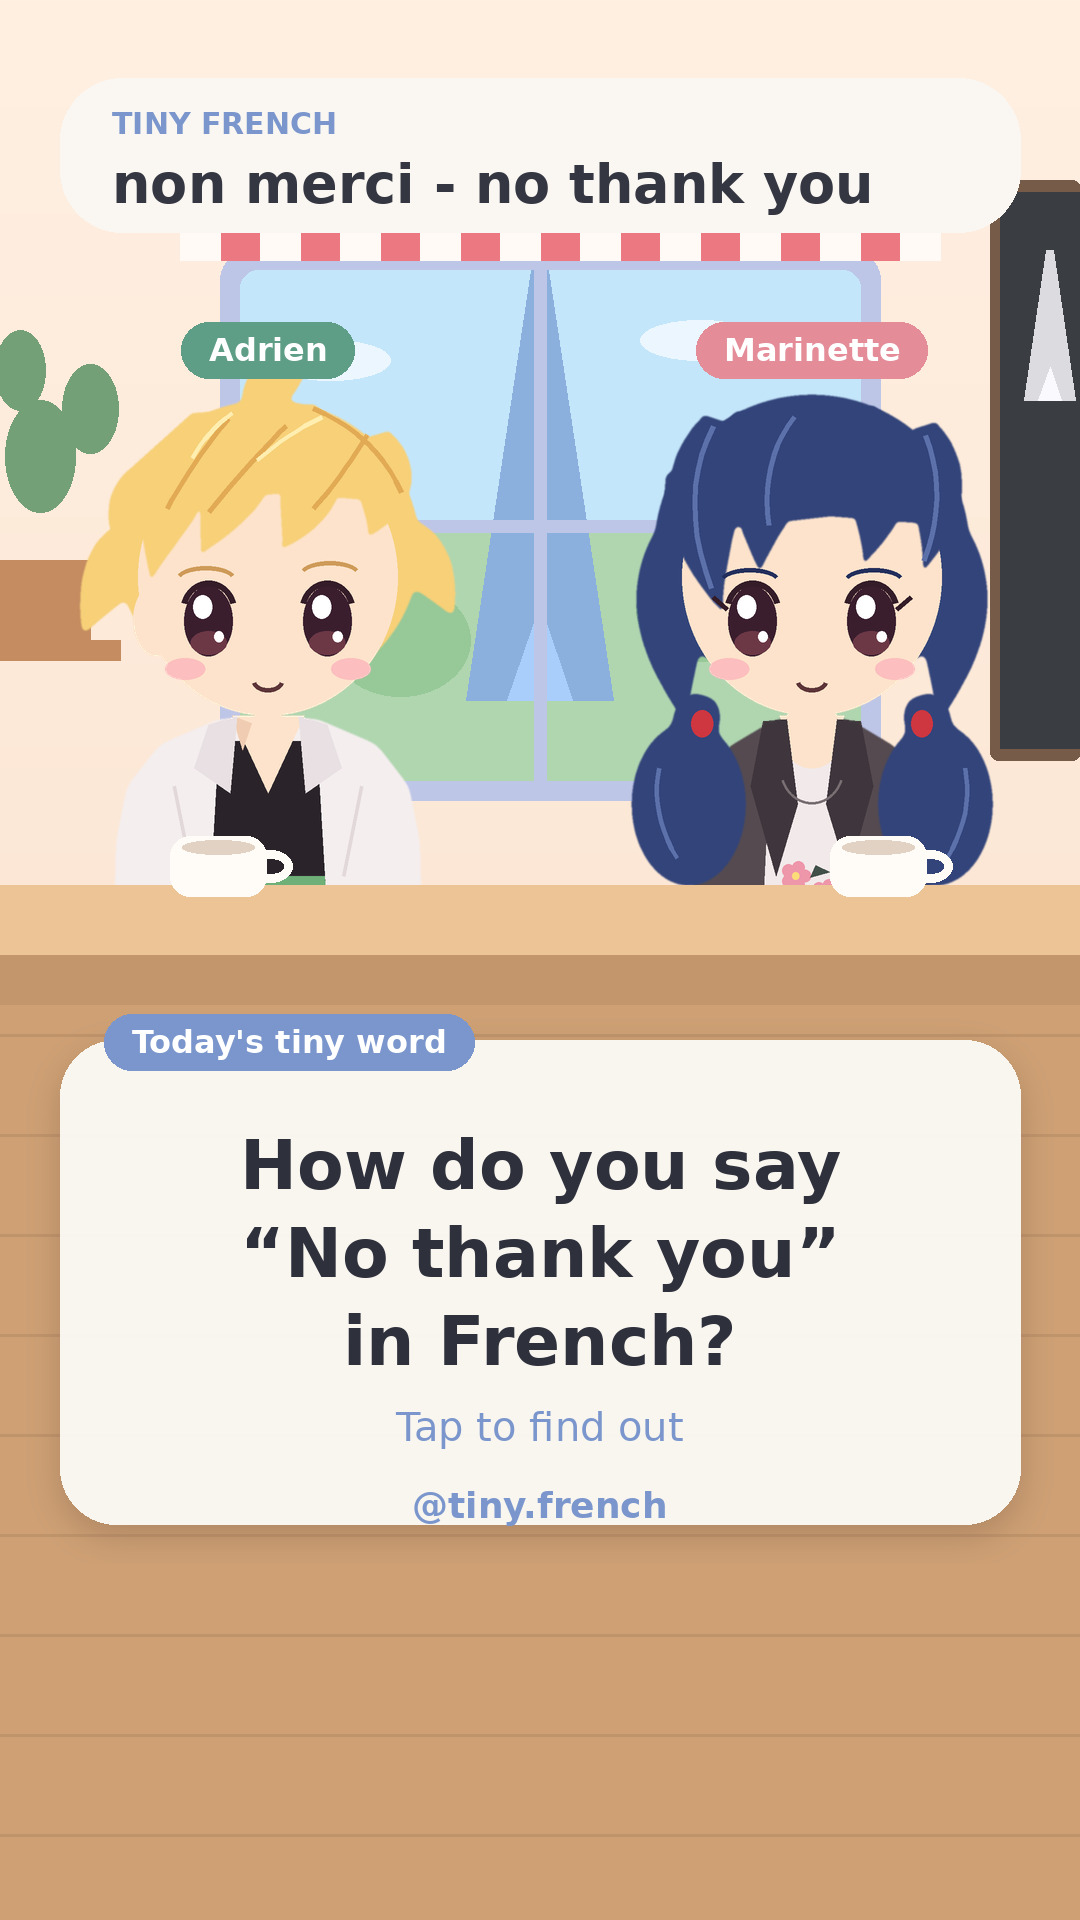 TINY FRENCH
non merci - no thank you
Adrien
Marinette
Today's tiny word
How do you say
“No thank you”
in French?
Tap to find out
@tiny.french